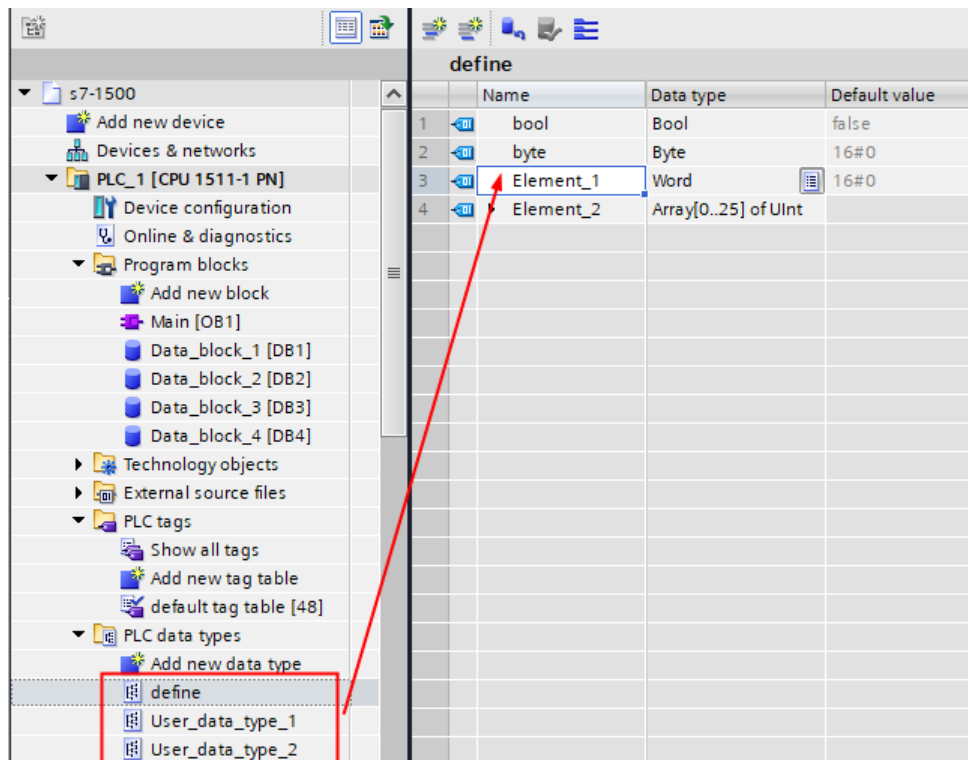 s7-1500
Add new device
Devices & networks
PLC_1 [CPU 1511-1 PN]
Device configuration
Online & diagnostics
Program blocks
Add new block
Main [OB1]
Data_block_1 [DB1]
Data_block_2 [DB2]
Data_block_3 [DB3]
Data_block_4 [DB4]
Technology objects
External source files
PLC tags
Show all tags
Add new tag table
default tag table [48]
PLC data types
Add new data type
define
User_data_type_1
User_data_type_2
define
Name Data type Default value
1 bool Bool false
2 byte Byte 16#0
3 Element_1 Word 16#0
4 Element_2 Array[0..25] of UInt